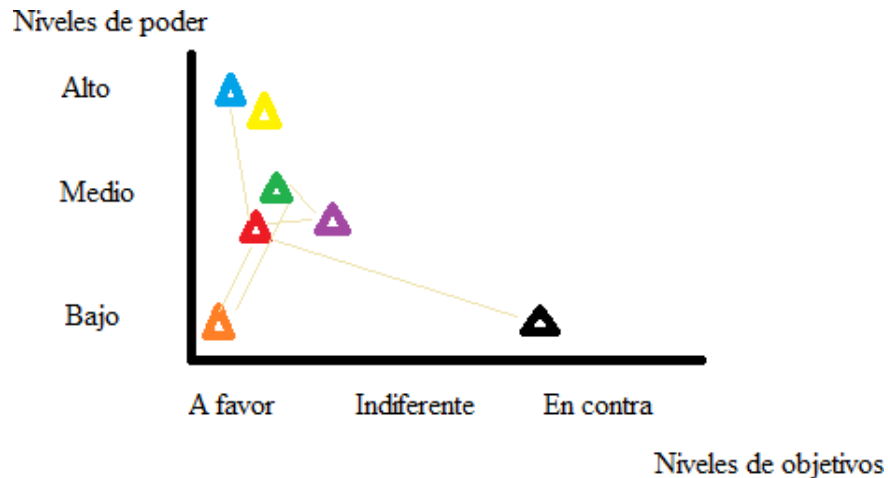 Niveles de poder
Alto
Medio
Bajo
A favor Indiferente En contra
Niveles de objetivos